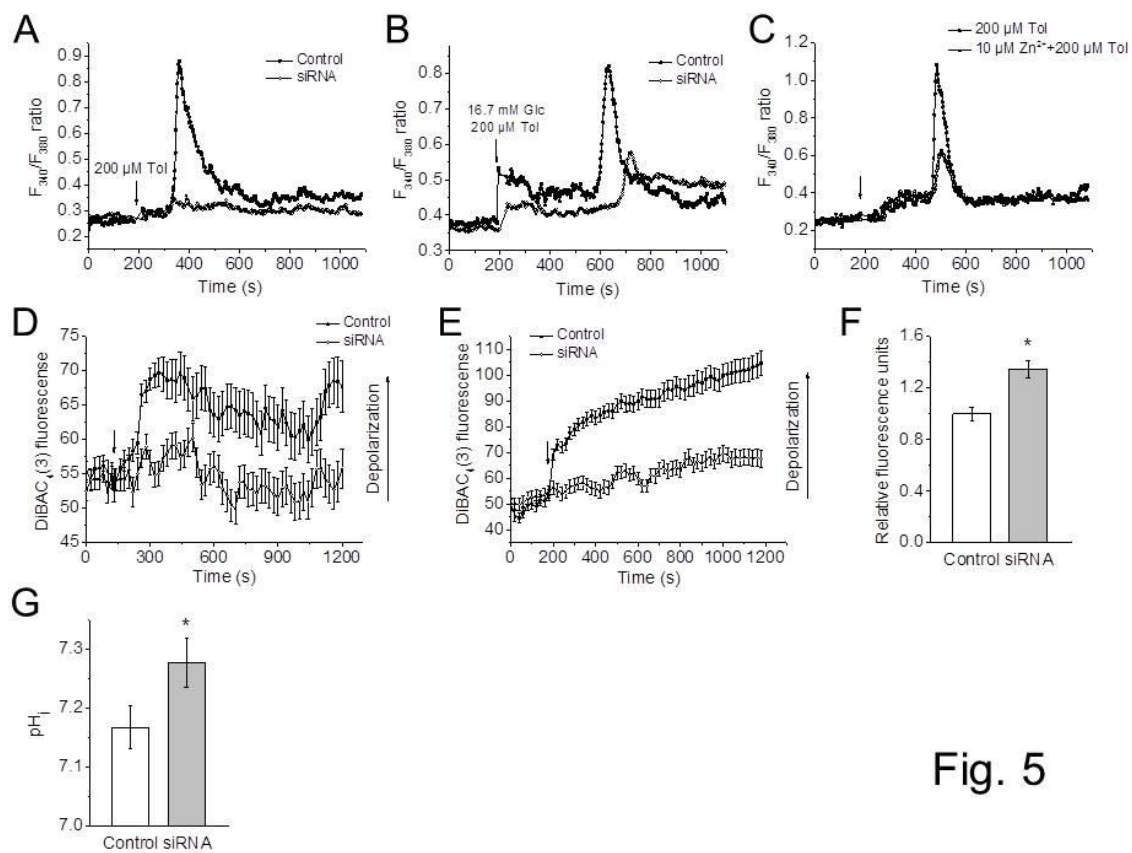 A
Control
siRNA
200 µM Tol
F340/F380 ratio
0.9
0.8
0.7
0.6
0.5
0.4
0.3
0.2
0 200 400 600 800 1000
Time (s)
B
Control
siRNA
16.7 mM Glc
200 µM Tol
F340/F380 ratio
0.8
0.7
0.6
0.5
0.4
0.3
0 200 400 600 800 1000
Time (s)
C
200 µM Tol
10 µM Zn²⁺+200 µM Tol
F340/F380 ratio
1.2
1.0
0.8
0.6
0.4
0.2
0 200 400 600 800 1000
Time (s)
D
Control
siRNA
DiBAC4(3) fluorescense
75
70
65
60
55
50
45
0 300 600 900 1200
Time (s)
Depolarization
E
Control
siRNA
DiBAC4(3) fluorescense
110
100
90
80
70
60
50
40
0 200 400 600 800 1000 1200
Time (s)
Depolarization
F
Relative fluorescence units
1.6
1.2
0.8
0.4
0.0
*
Control siRNA
G
pHi
7.3
7.2
7.1
7.0
*
Control siRNA
Fig. 5